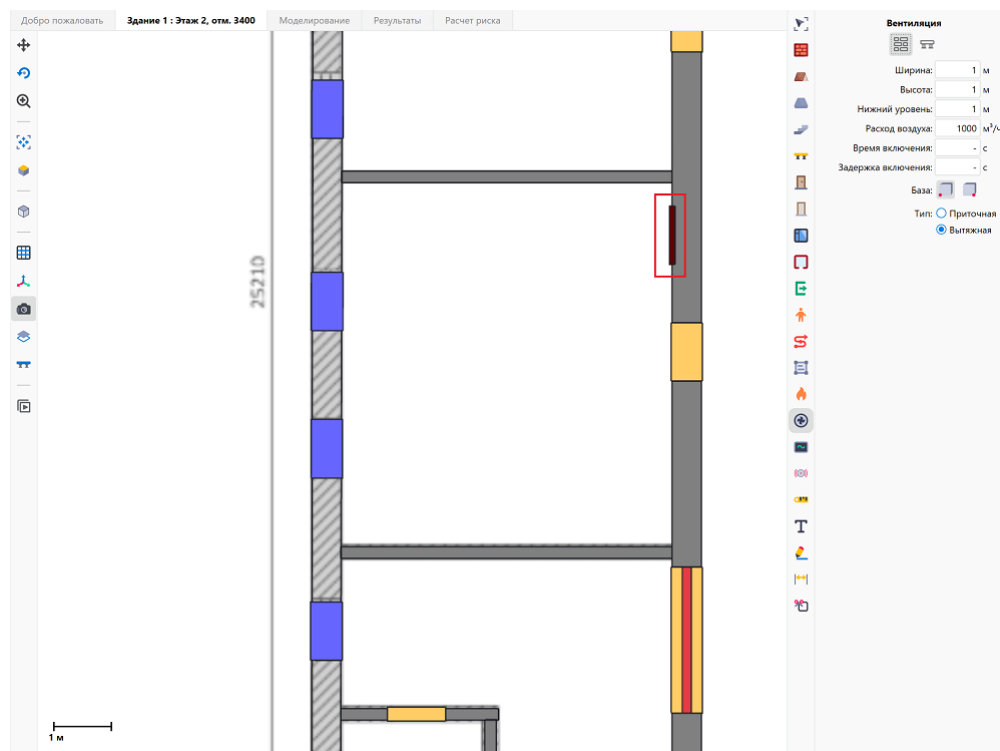 Добро пожаловать
Здание 1 : Этаж 2, отм. 3400
Моделирование
Результаты
Расчет риска
Вентиляция
Ширина: 1 м
Высота: 1 м
Нижний уровень: 1 м
Расход воздуха: 1000 м³/ч
Время включения: - с
Задержка включения: - с
База:
Тип: Приточная
Вытяжная
25210
T
1 м